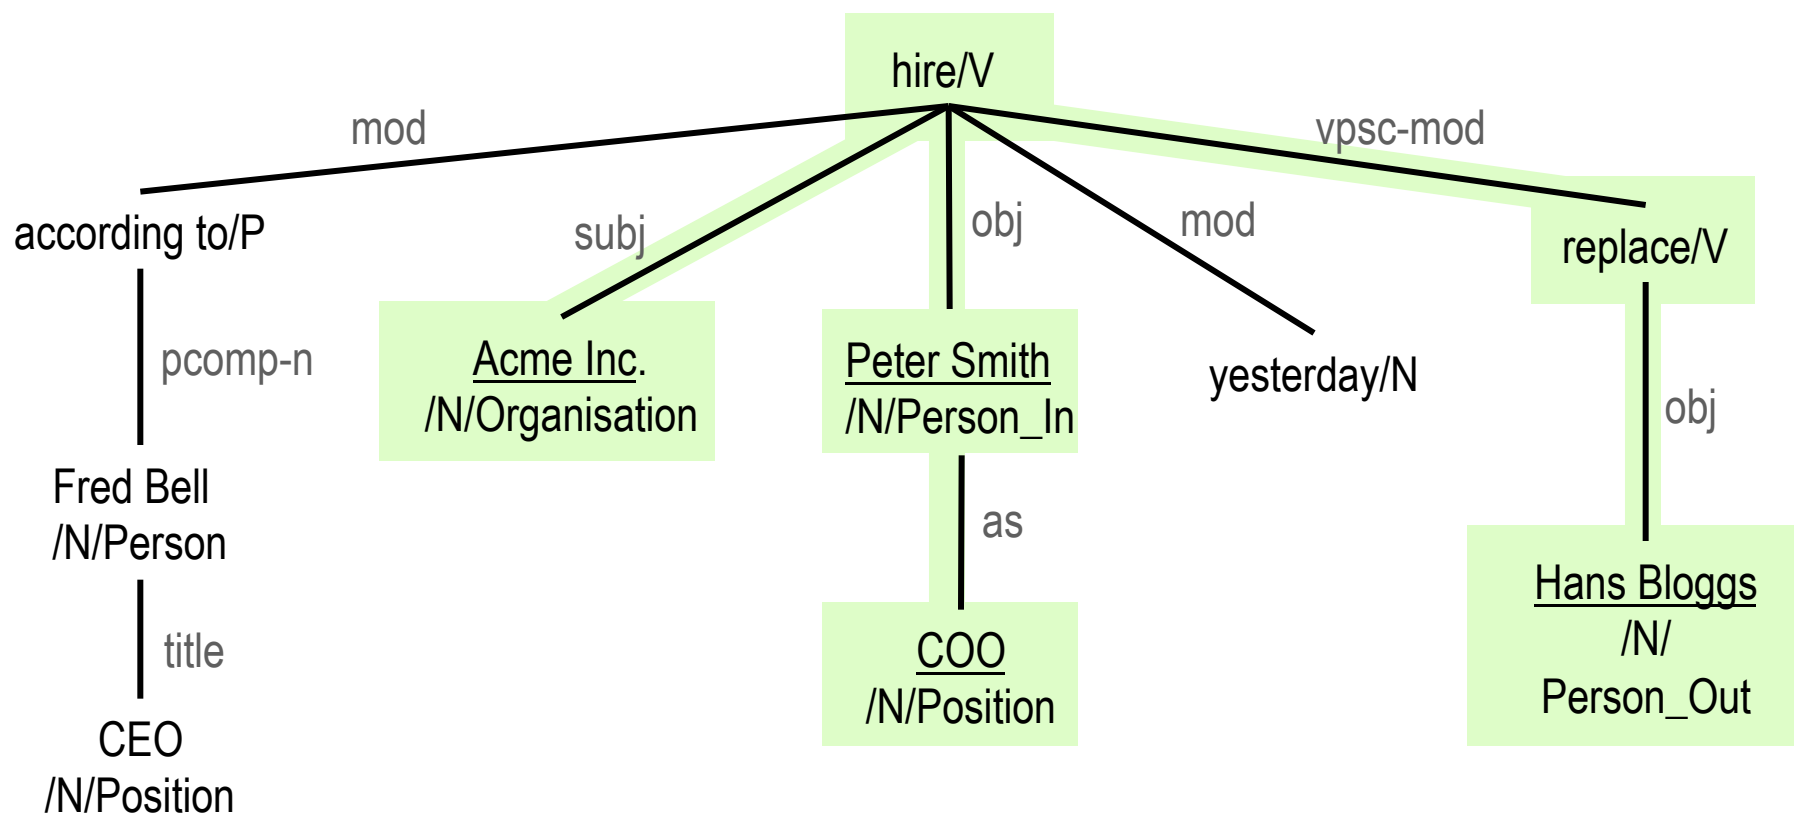 hire/V
mod
vpsc-mod
according to/P
subj
obj
mod
replace/V
pcomp-n
Acme Inc.
/N/Organisation
Peter Smith
/N/Person_In
yesterday/N
obj
Fred Bell
/N/Person
as
title
COO
/N/Position
Hans Bloggs
/N/
Person_Out
CEO
/N/Position